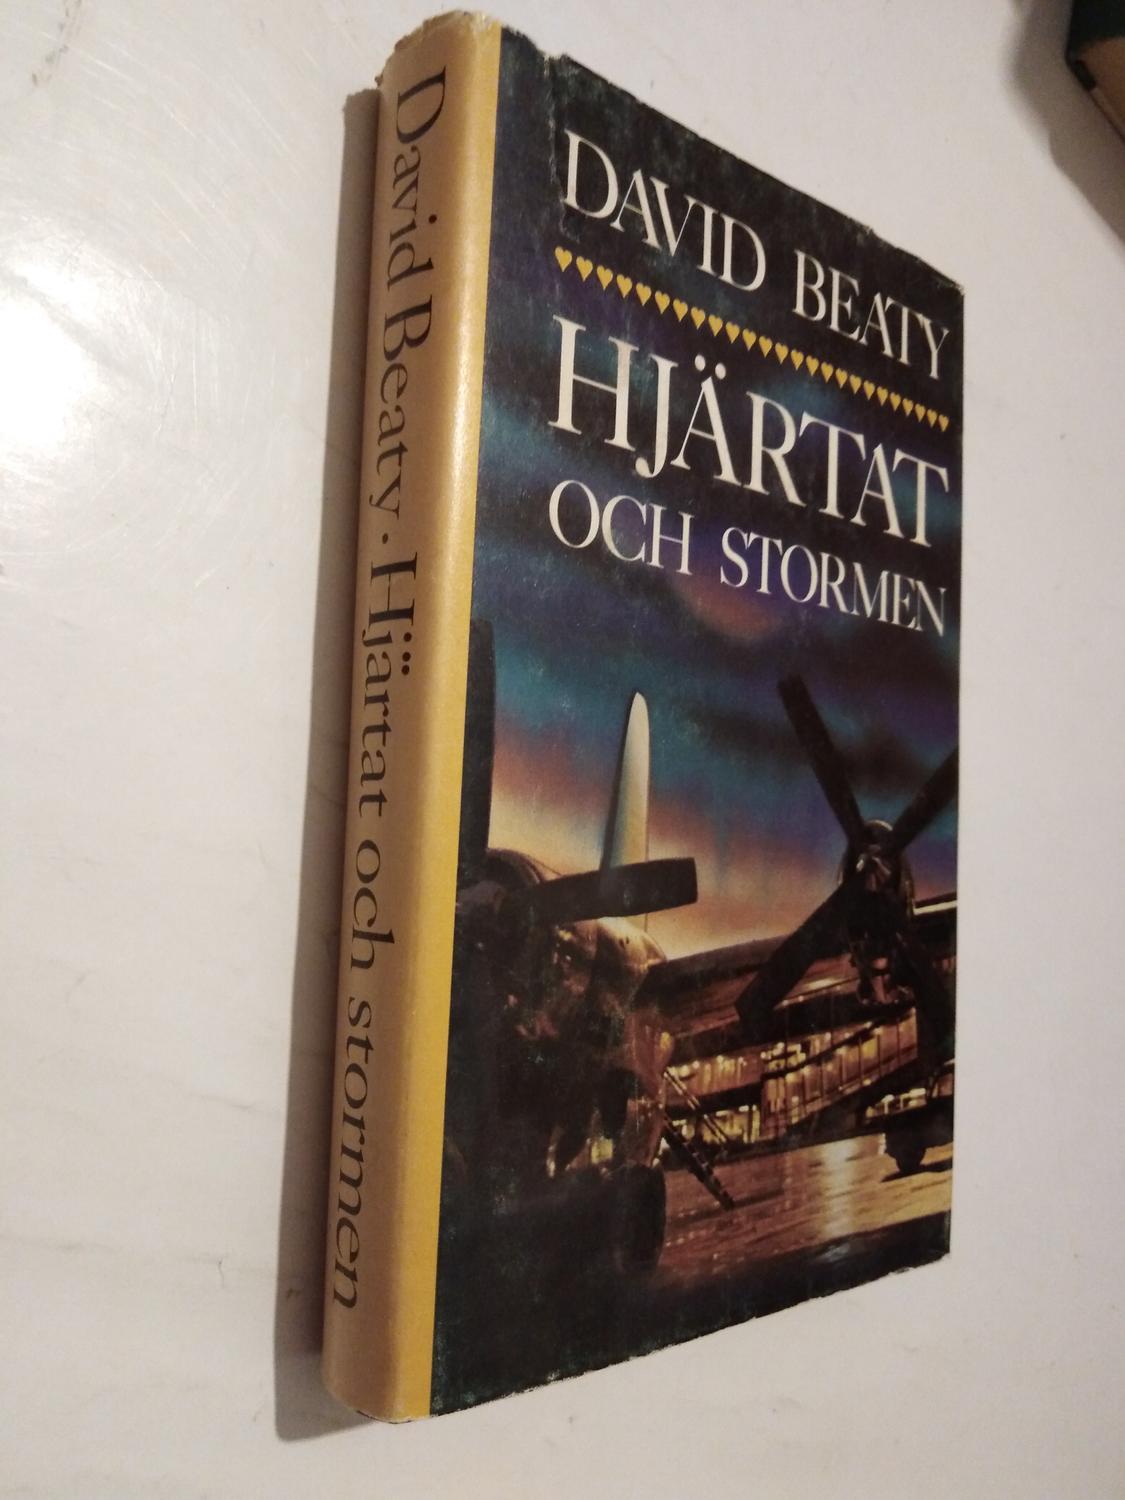 David Beaty . Hjärtat och stormen
DAVID BEATY
HJÄRTAT
OCH STORMEN